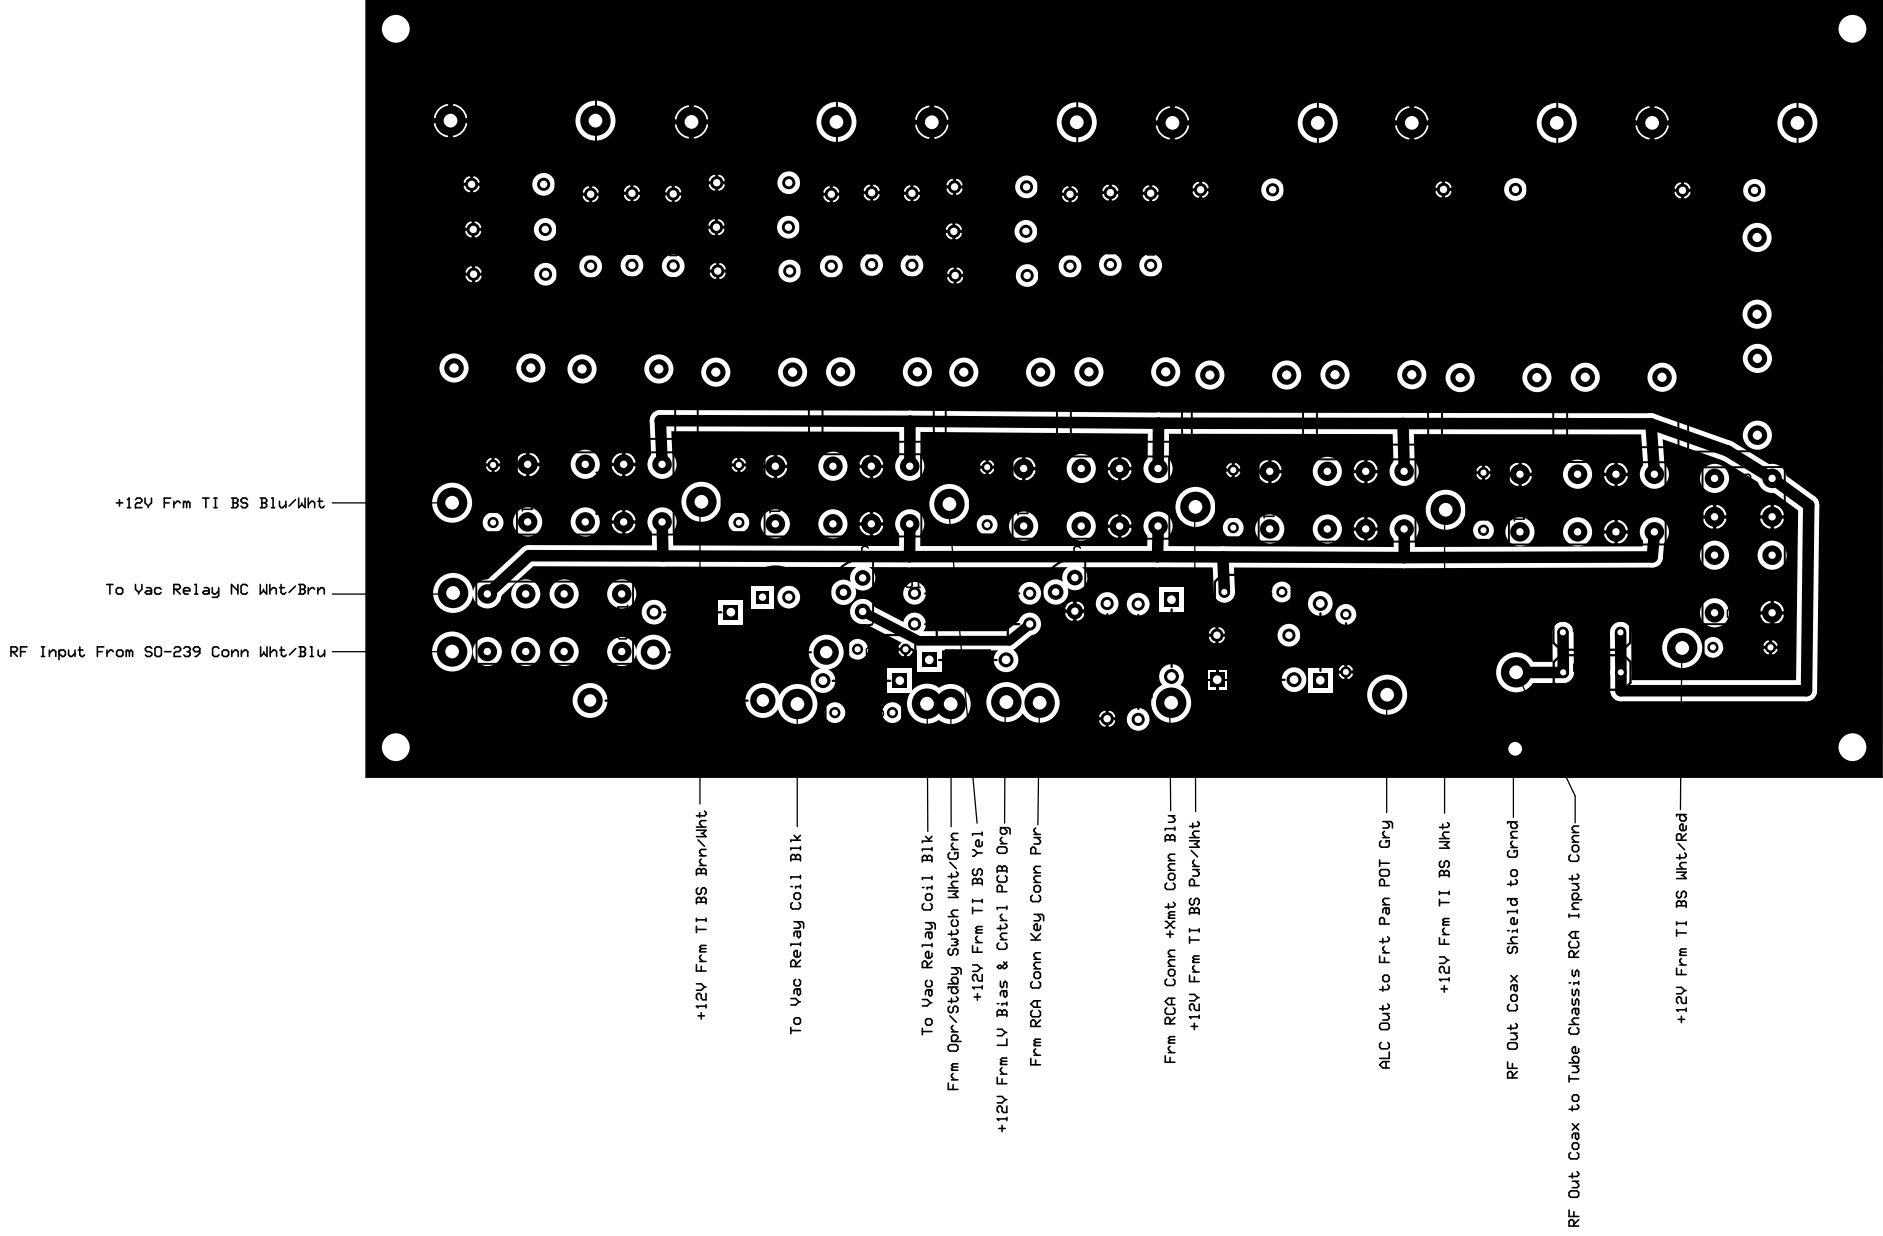 +12V Frm TI BS Blu/Wht
To Vac Relay NC Wht/Brn
RF Input From SO-239 Conn Wht/Blu
+12V Frm TI BS Brn/Wht
To Vac Relay Coil Blk
To Vac Relay Coil Blk
Frm Opr/Stdby Swtch Wht/Grn
+12V Frm TI BS Yel
+12V Frm LV Bias & Cntrl PCB Org
Frm RCA Conn Key Conn Pur
Frm RCA Conn +Xmt Conn Blu
+12V Frm TI BS Pur/Wht
ALC Out to Frt Pan POT Gry
+12V Frm TI BS Wht
RF Out Coax  Shield to Grnd
RF Out Coax to Tube Chassis RCA Input Conn
+12V Frm TI BS Wht/Red